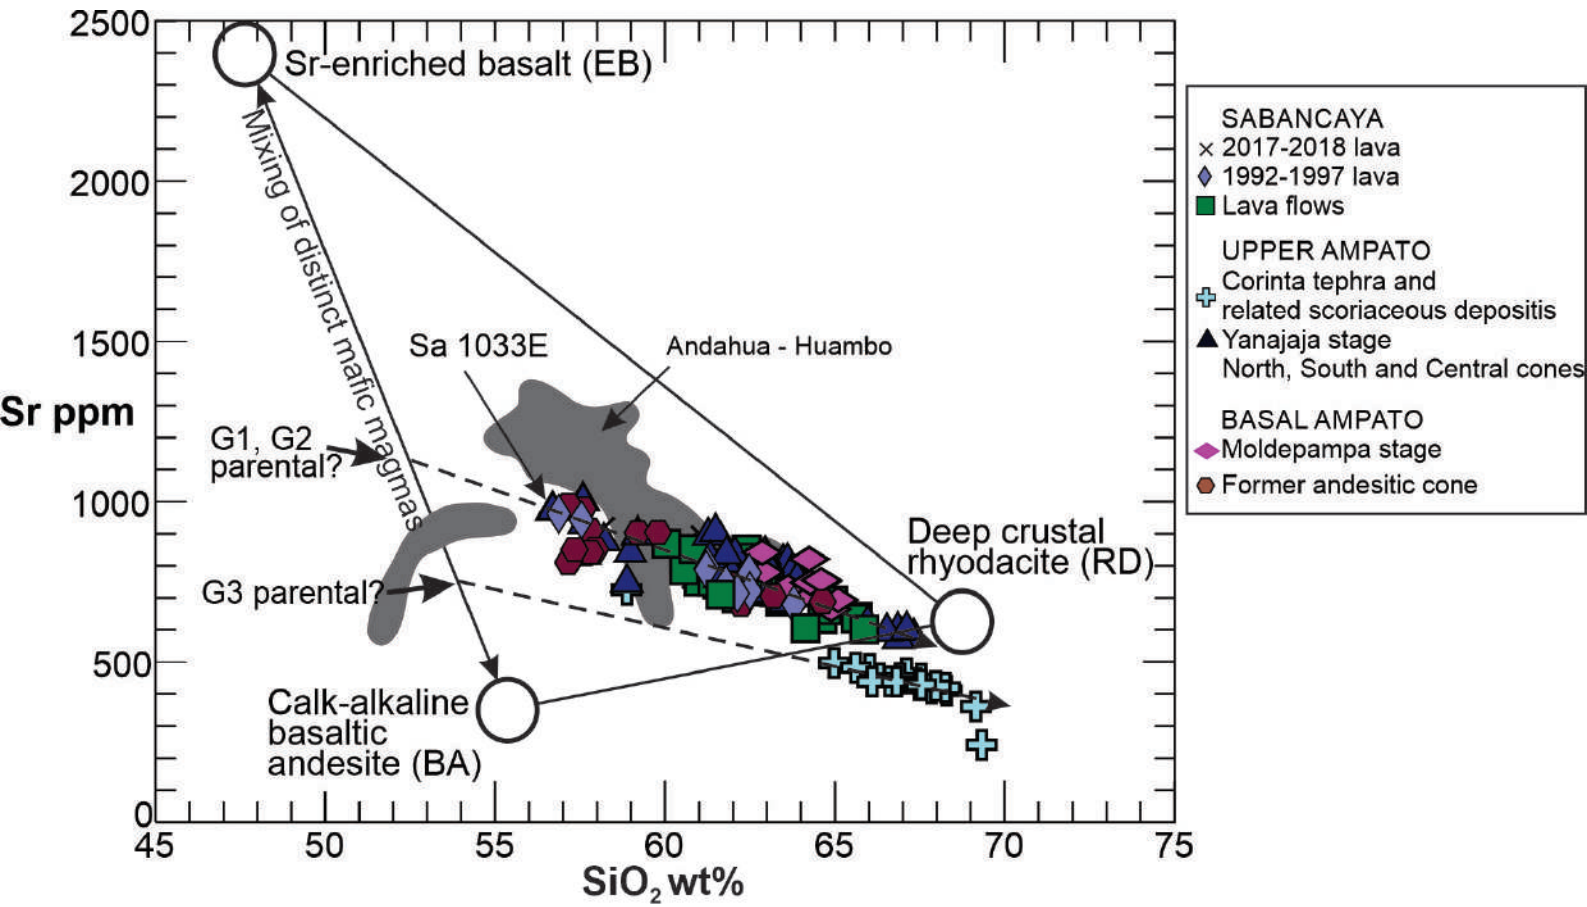 2500
2000
1500
1000
500
0
Sr ppm
45
50
55
60
65
70
75
SiO2 wt%
Sr-enriched basalt (EB)
Mixing of distinct mafic magmas
Sa 1033E
Andahua - Huambo
G1, G2
parental?
G3 parental?
Deep crustal
rhyodacite (RD)
Calk-alkaline
basaltic
andesite (BA)
SABANCAYA
2017-2018 lava
1992-1997 lava
Lava flows
UPPER AMPATO
Corinta tephra and
related scoriaceous depositis
Yanajaja stage
North, South and Central cones
BASAL AMPATO
Moldepampa stage
Former andesitic cone